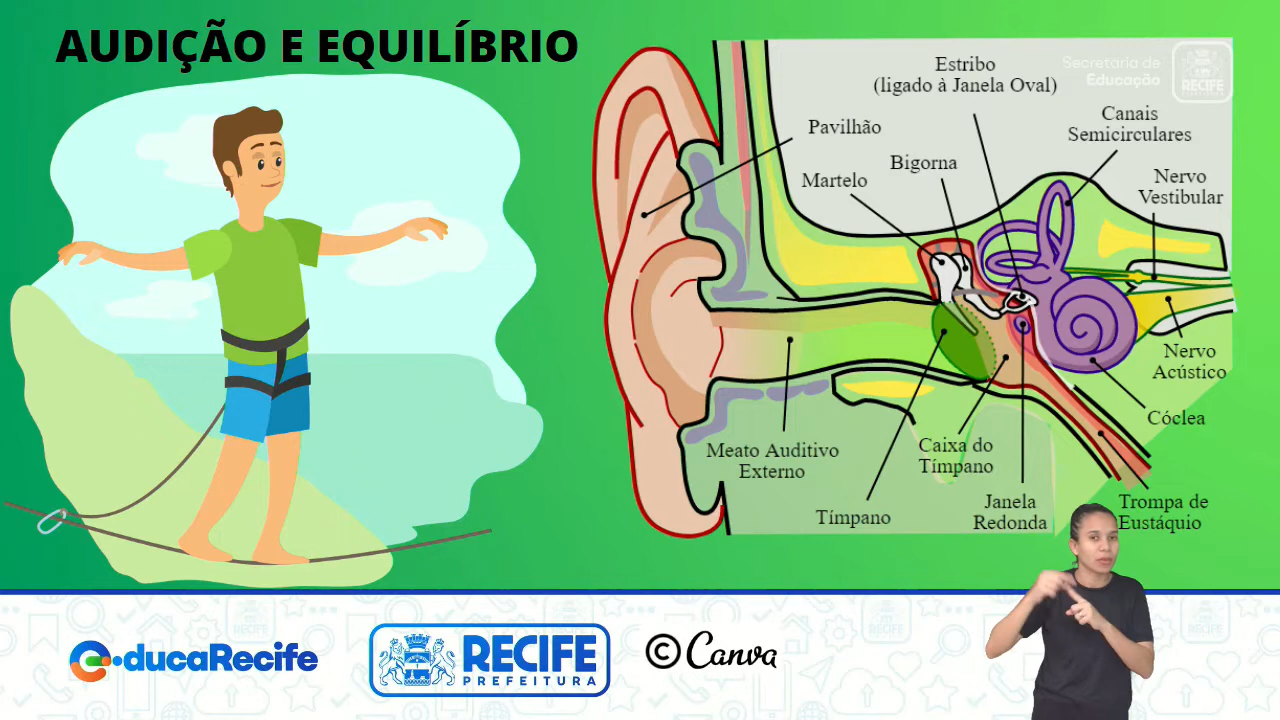 AUDIÇÃO E EQUILÍBRIO
Secretaria de
Educação
RECIFE
PREFEITURA
Estribo
(ligado à Janela Oval)
Pavilhão
Canais
Semicirculares
Bigorna
Martelo
Nervo
Vestibular
Nervo
Acústico
Cóclea
Meato Auditivo
Externo
Caixa do
Tímpano
Tímpano
Janela
Redonda
Trompa de
Eustáquio
EducaRecife
RECIFE
PREFEITURA
© Canva